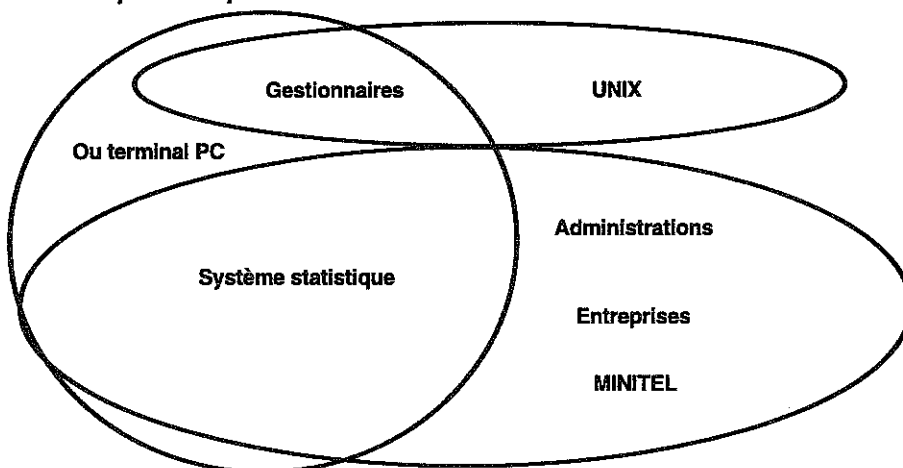 Gestionnaires UNIX
Ou terminal PC
Administrations
Système statistique
Entreprises
MINITEL